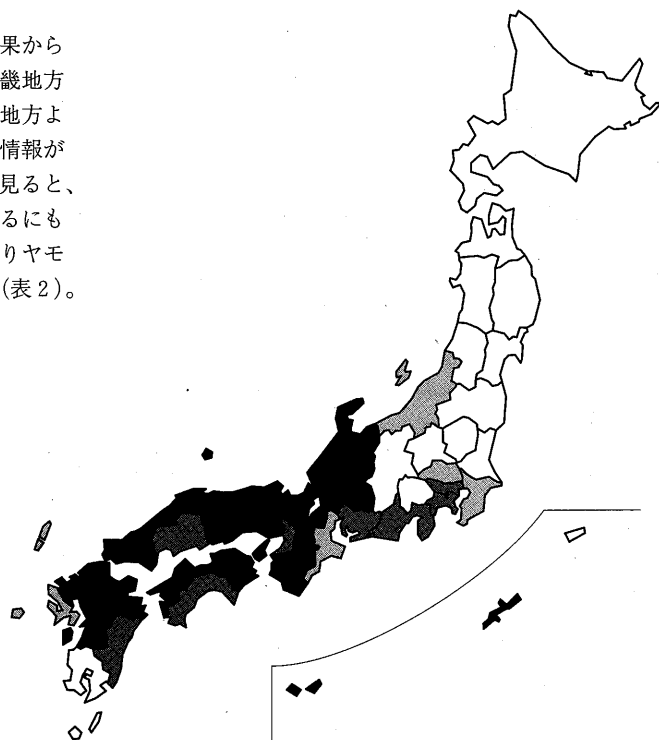 果から
畿地方
地方よ
情報が
見ると、
るにも
りヤモ
(表2)。